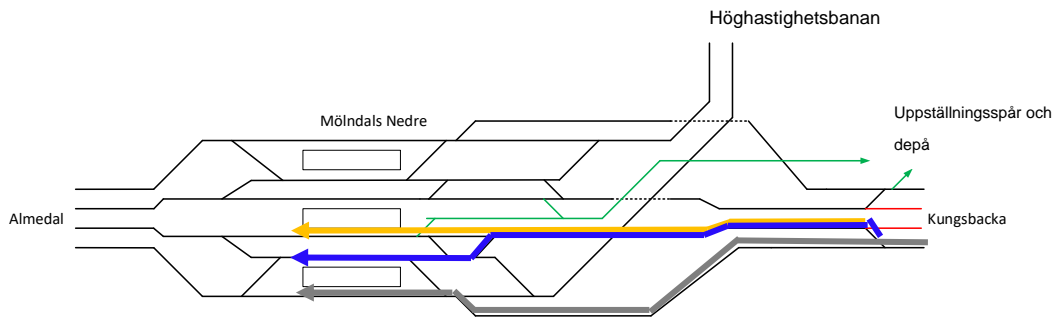 Höghastighetsbanan
Uppställningsspår och
depå
Mölndals Nedre
Almedal
Kungsbacka